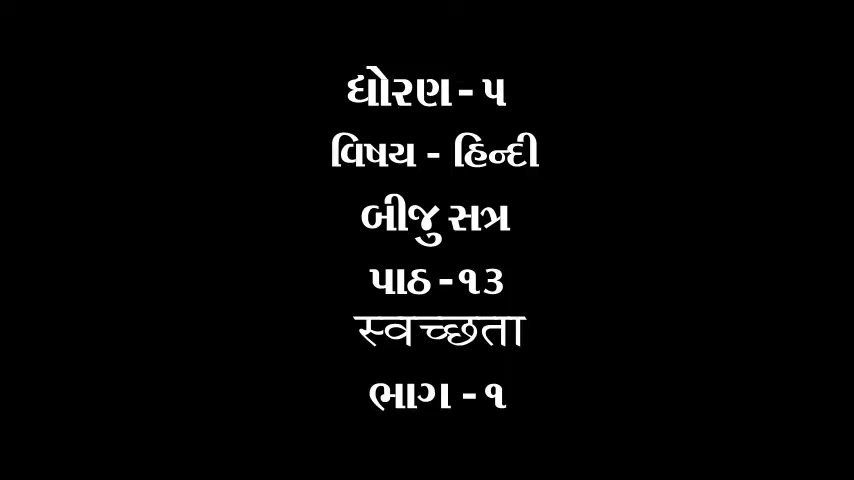 ધોરણ - ૫
વિષય - હિન્દી
બીજુ સત્ર
પાઠ - ૧૩
स्वच्छता
ભાગ - ૧